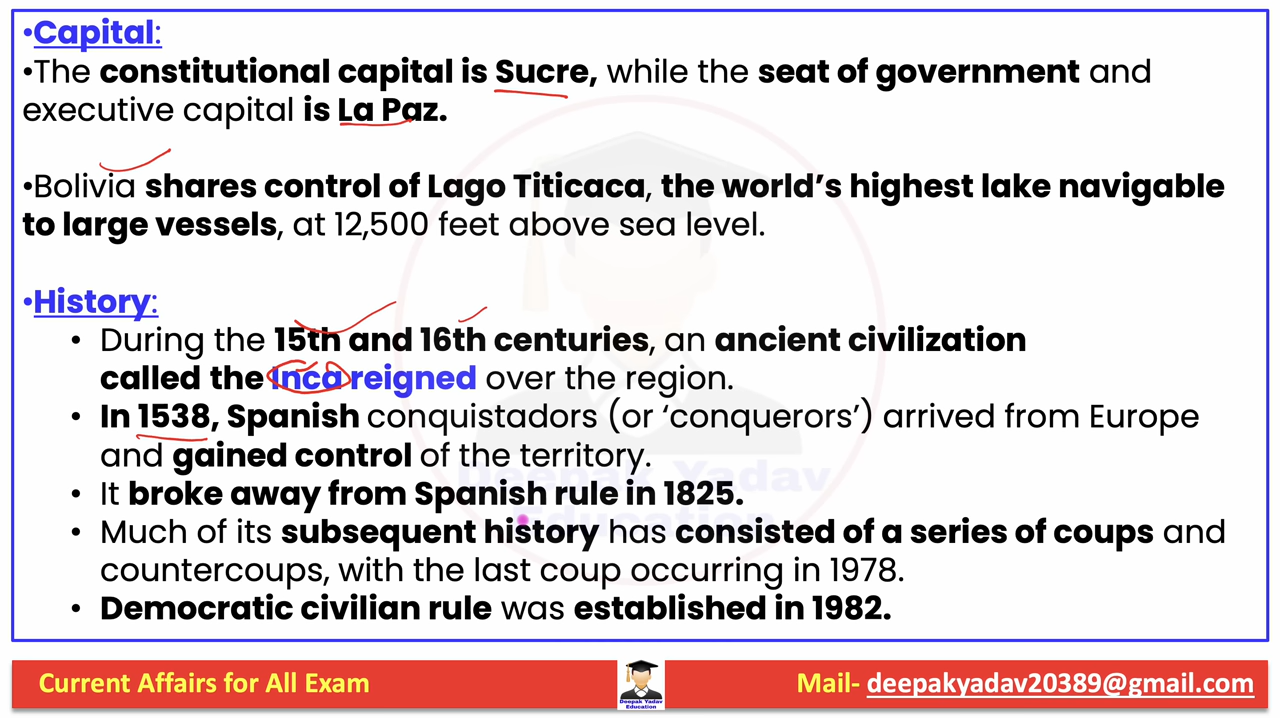 •Capital:
•The constitutional capital is Sucre, while the seat of government and
executive capital is La Paz.
•Bolivia shares control of Lago Titicaca, the world's highest lake navigable
to large vessels, at 12,500 feet above sea level.
•History:
• During the 15th and 16th centuries, an ancient civilization
called the Inca reigned over the region.
• In 1538, Spanish conquistadors (or ‘conquerors’) arrived from Europe
and gained control of the territory.
• It broke away from Spanish rule in 1825.
• Much of its subsequent history has consisted of a series of coups and
countercoups, with the last coup occurring in 1978.
• Democratic civilian rule was established in 1982.
Deepak Yadav
Education
Current Affairs for All Exam
Deepak Yadav
Education
Mail- deepakyadav20389@gmail.com